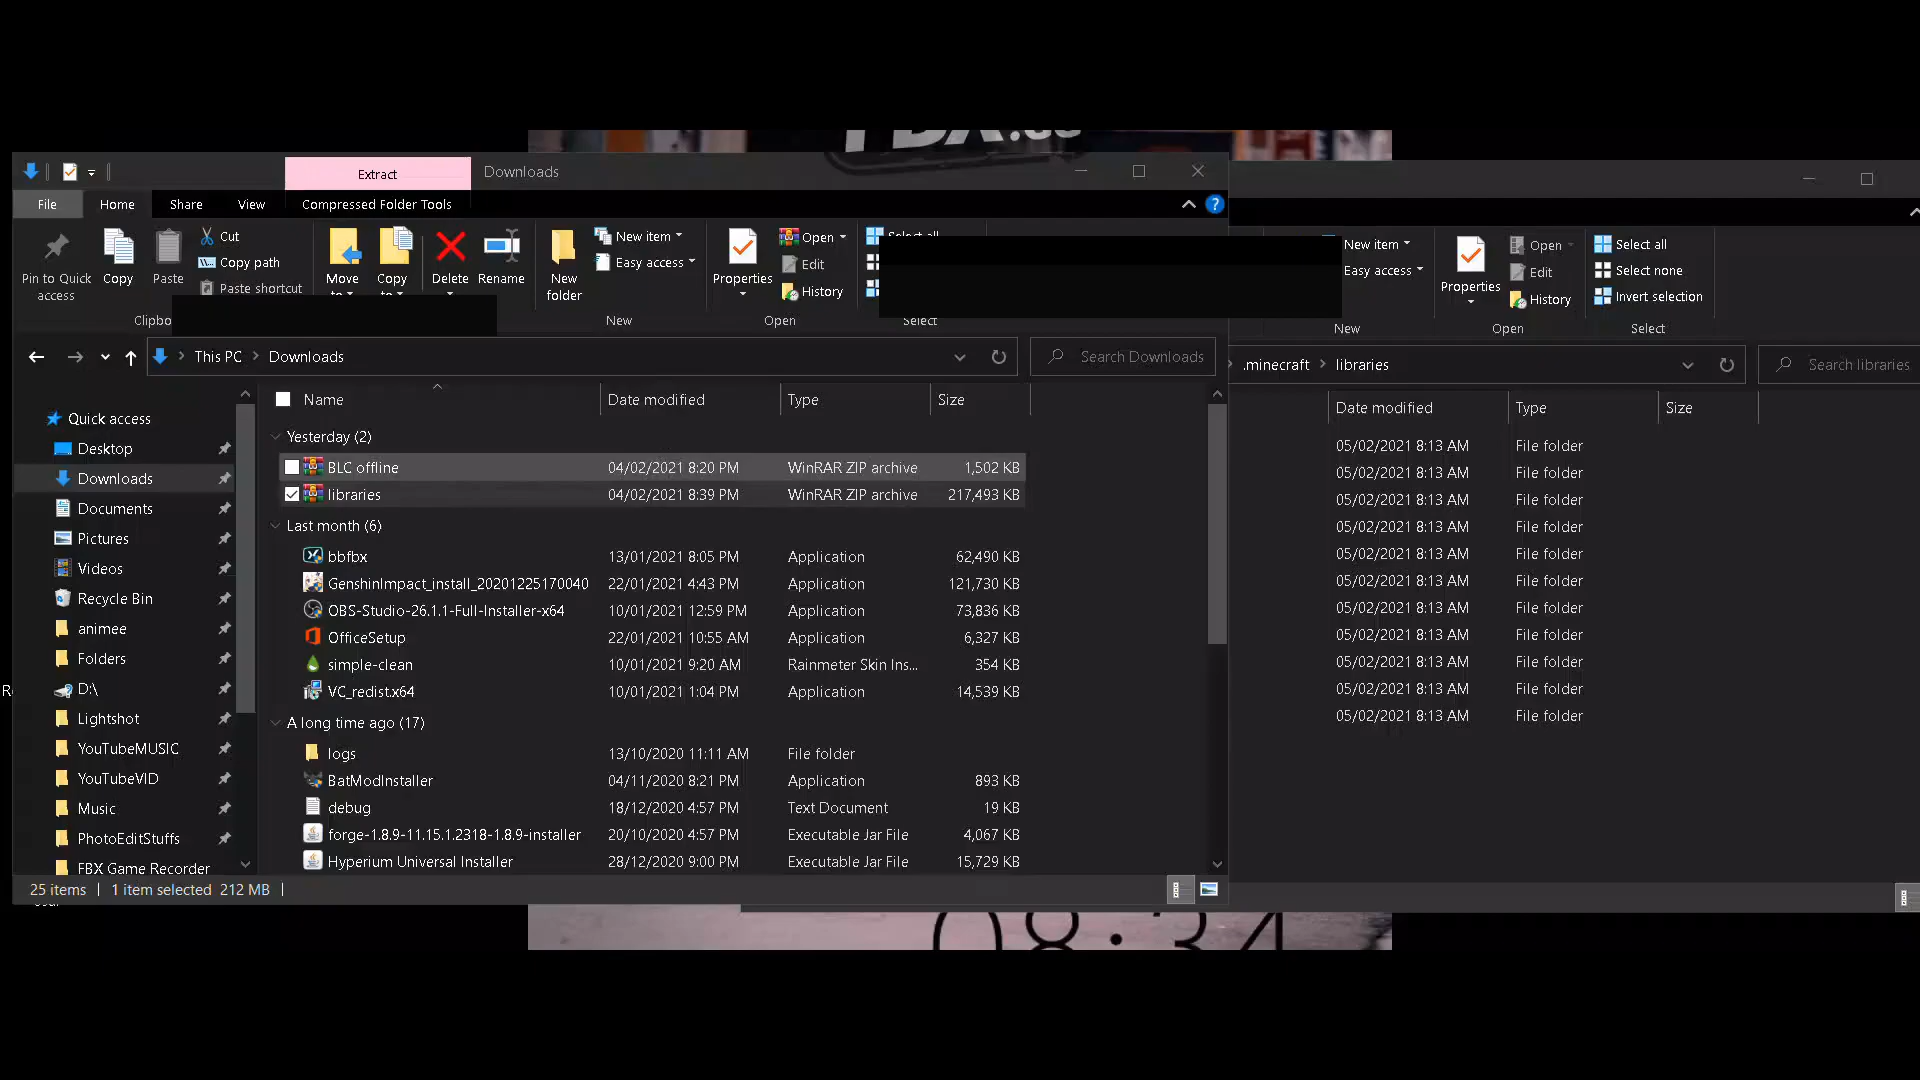 Extract
Downloads
File
Home
Share
View
Compressed Folder Tools
Pin to Quick access
Copy
Paste
Cut
Copy path
Paste shortcut
Move
Copy
Delete
Rename
New folder
New item
Easy access
Properties
Open
Edit
History
New
Open
Select
New item
Easy access
Properties
Open
Edit
History
Select all
Select none
Invert selection
New
Open
Select
This PC > Downloads
Search Downloads
.minecraft > libraries
Search libraries
Quick access
Desktop
Downloads
Documents
Pictures
Videos
Recycle Bin
animee
Folders
D:\
Lightshot
YouTubeMUSIC
YouTubeVID
Music
PhotoEditStuffs
FBX Game Recorder
Name Date modified Type Size
Yesterday (2)
BLC offline 04/02/2021 8:20 PM WinRAR ZIP archive 1,502 KB
libraries 04/02/2021 8:39 PM WinRAR ZIP archive 217,493 KB
Last month (6)
bbfbx 13/01/2021 8:05 PM Application 62,490 KB
GenshinImpact_install_20201225170040 22/01/2021 4:43 PM Application 121,730 KB
OBS-Studio-26.1.1-Full-Installer-x64 10/01/2021 12:59 PM Application 73,836 KB
OfficeSetup 22/01/2021 10:55 AM Application 6,327 KB
simple-clean 10/01/2021 9:20 AM Rainmeter Skin Ins... 354 KB
VC_redist.x64 10/01/2021 1:04 PM Application 14,539 KB
A long time ago (17)
logs 13/10/2020 11:11 AM File folder
BatModInstaller 04/11/2020 8:21 PM Application 893 KB
debug 18/12/2020 4:57 PM Text Document 19 KB
forge-1.8.9-11.15.1.2318-1.8.9-installer 20/10/2020 4:57 PM Executable Jar File 4,067 KB
Hyperium Universal Installer 28/12/2020 9:00 PM Executable Jar File 15,729 KB
Date modified Type Size
05/02/2021 8:13 AM File folder
05/02/2021 8:13 AM File folder
05/02/2021 8:13 AM File folder
05/02/2021 8:13 AM File folder
05/02/2021 8:13 AM File folder
05/02/2021 8:13 AM File folder
05/02/2021 8:13 AM File folder
05/02/2021 8:13 AM File folder
05/02/2021 8:13 AM File folder
05/02/2021 8:13 AM File folder
05/02/2021 8:13 AM File folder
25 items 1 item selected 212 MB
08:34